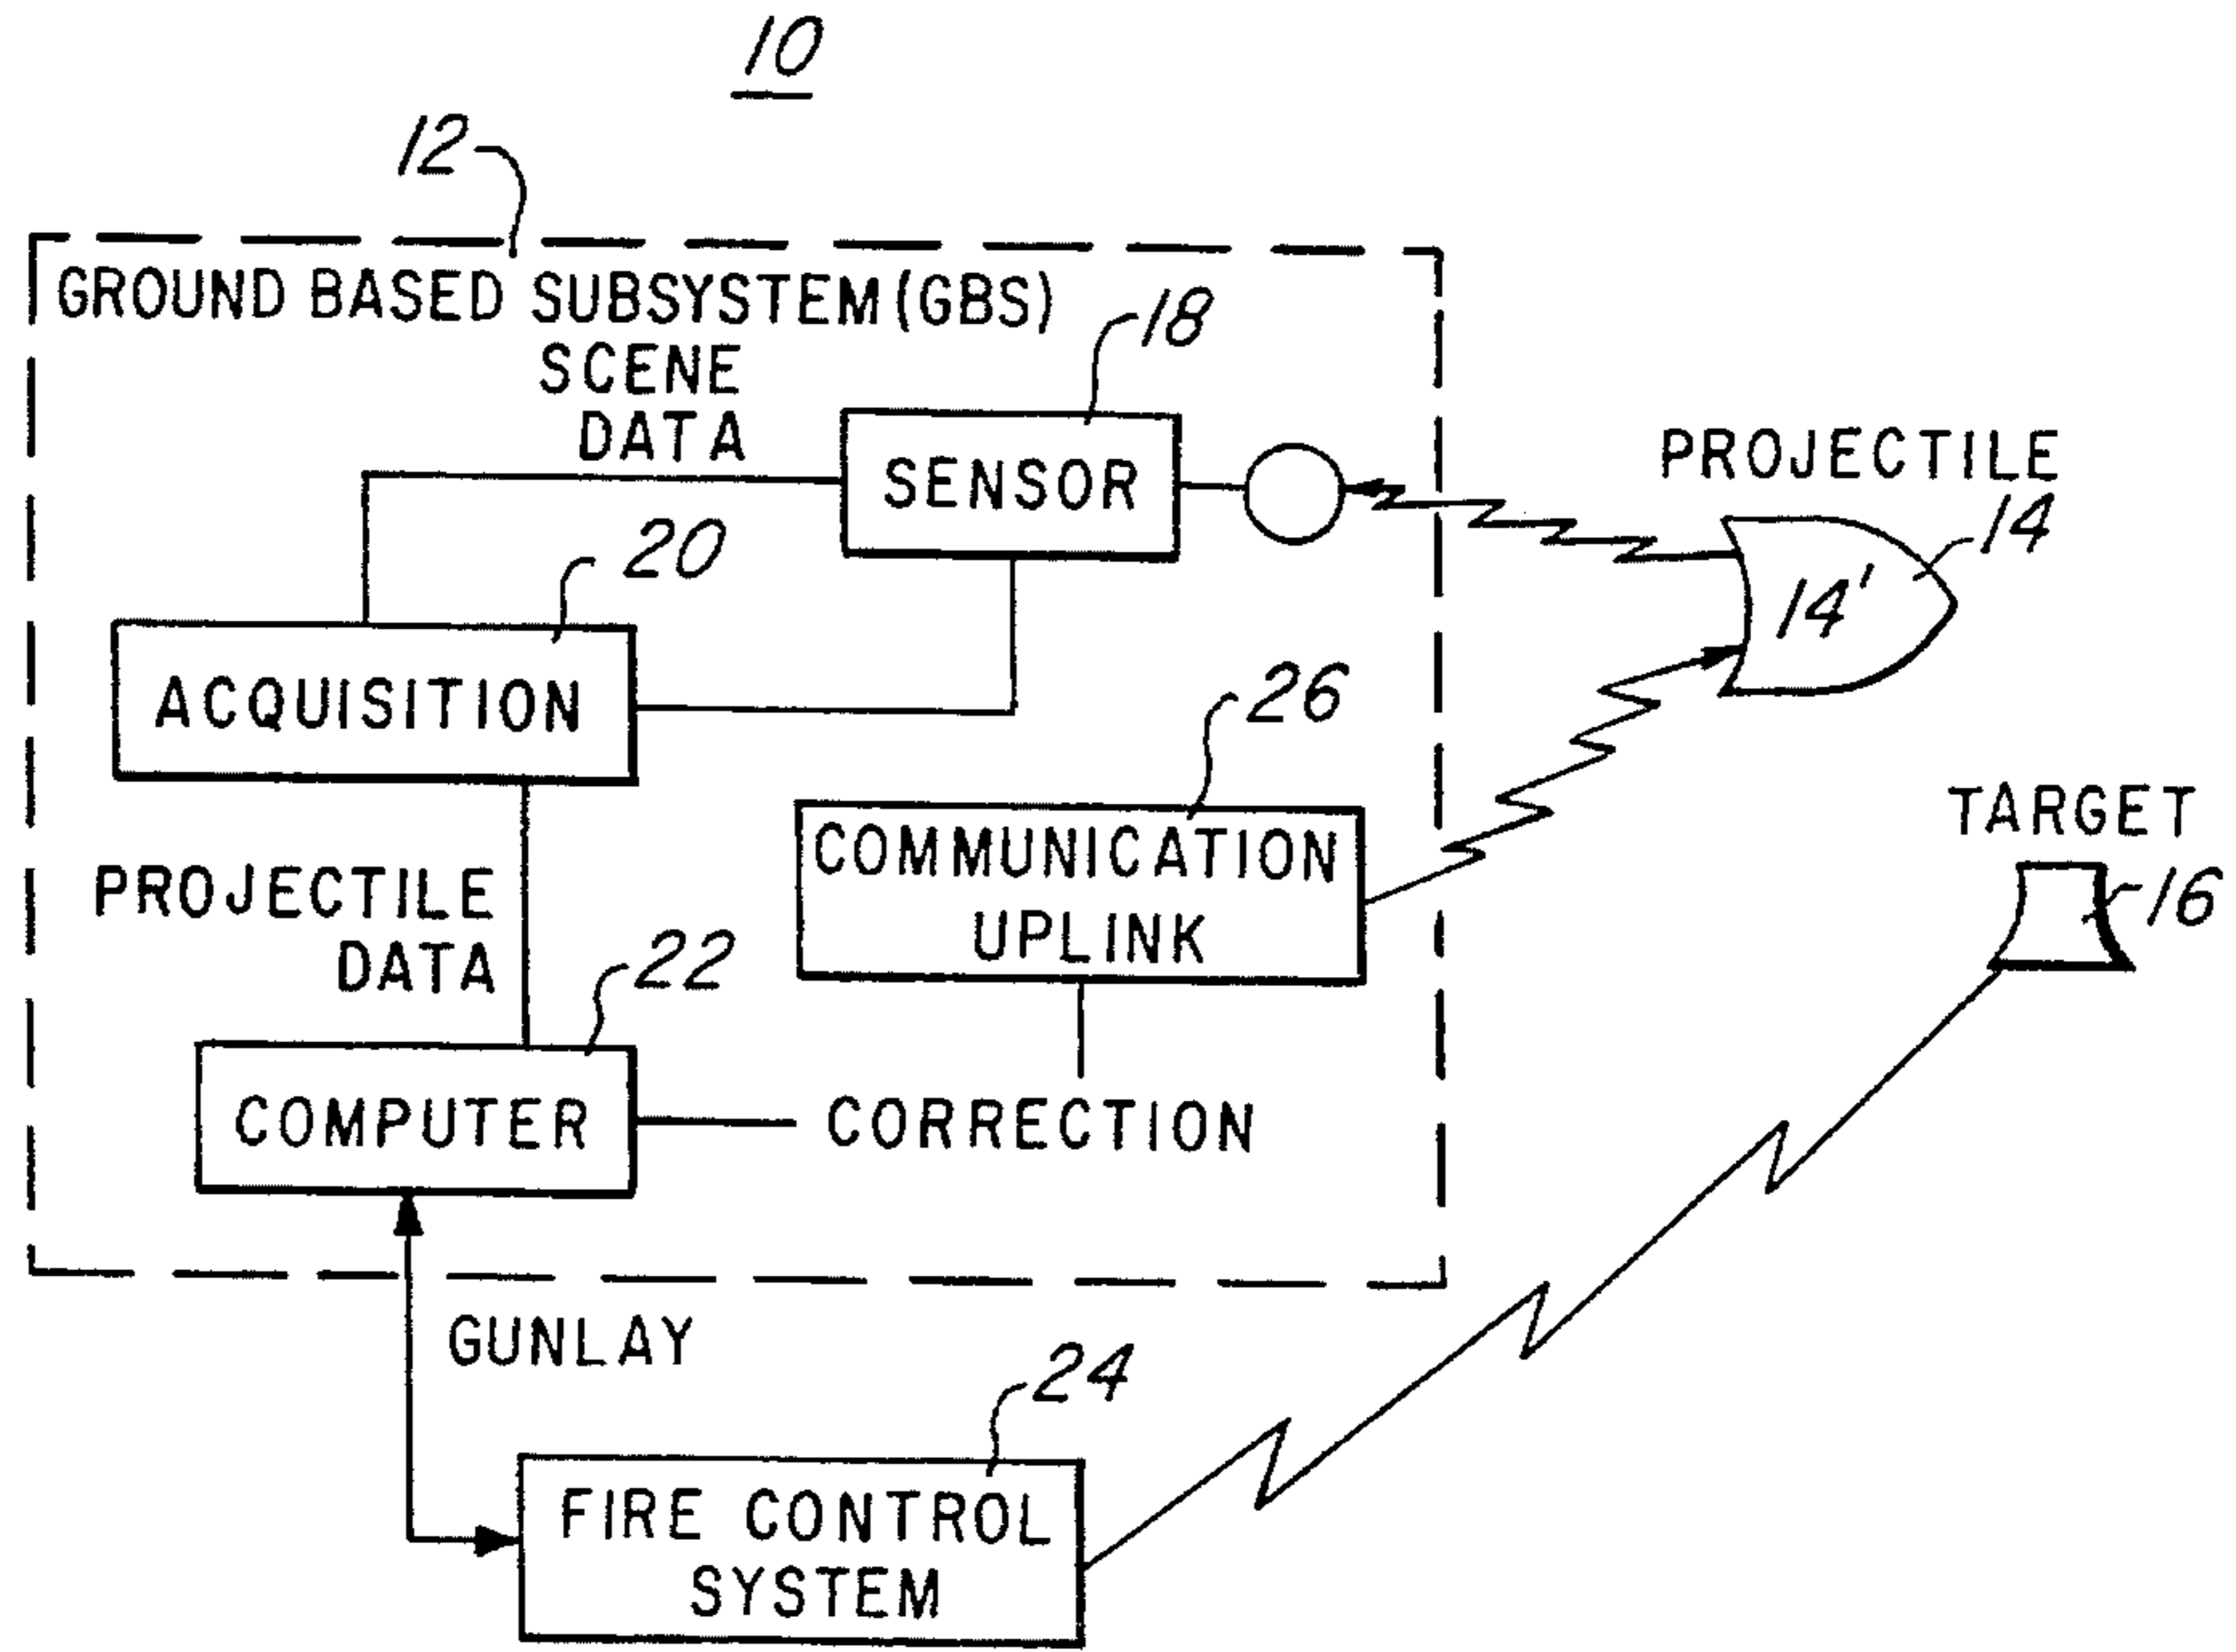 10
12
GROUND BASED SUBSYSTEM (GBS)
SCENE
DATA
18
SENSOR
PROJECTILE
14
14'
20
ACQUISITION
26
COMMUNICATION
UPLINK
TARGET
16
PROJECTILE
DATA
22
COMPUTER
CORRECTION
GUNLAY
24
FIRE CONTROL
SYSTEM